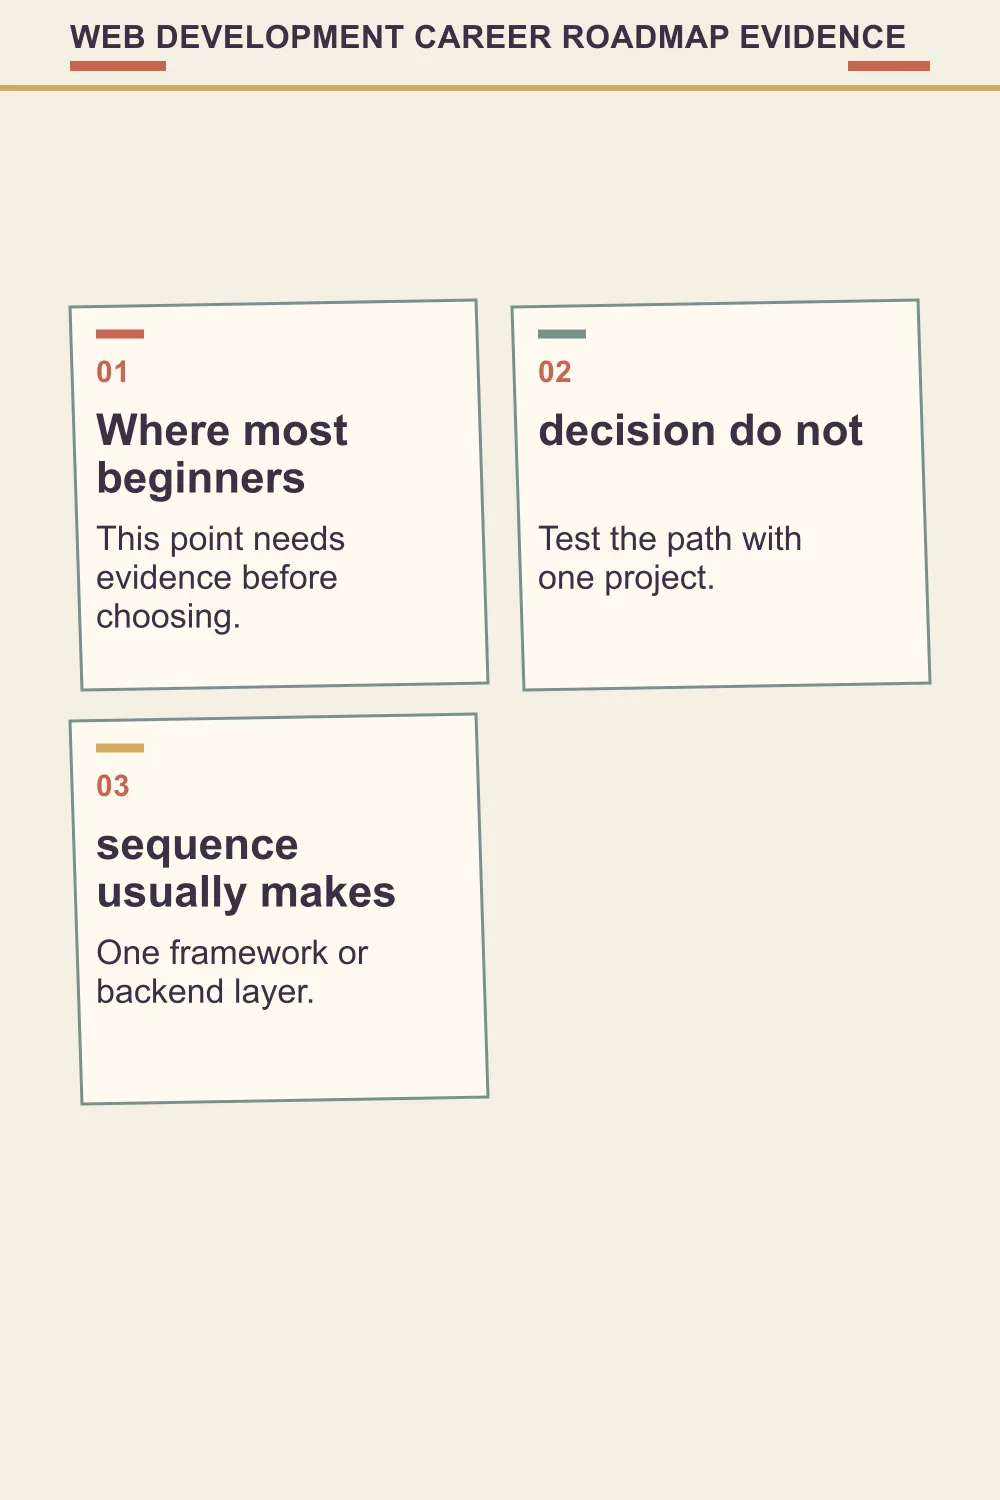 WEB DEVELOPMENT CAREER ROADMAP EVIDENCE
01
Where most
beginners
This point needs
evidence before
choosing.
02
decision do not
Test the path with
one project.
03
sequence
usually makes
One framework or
backend layer.